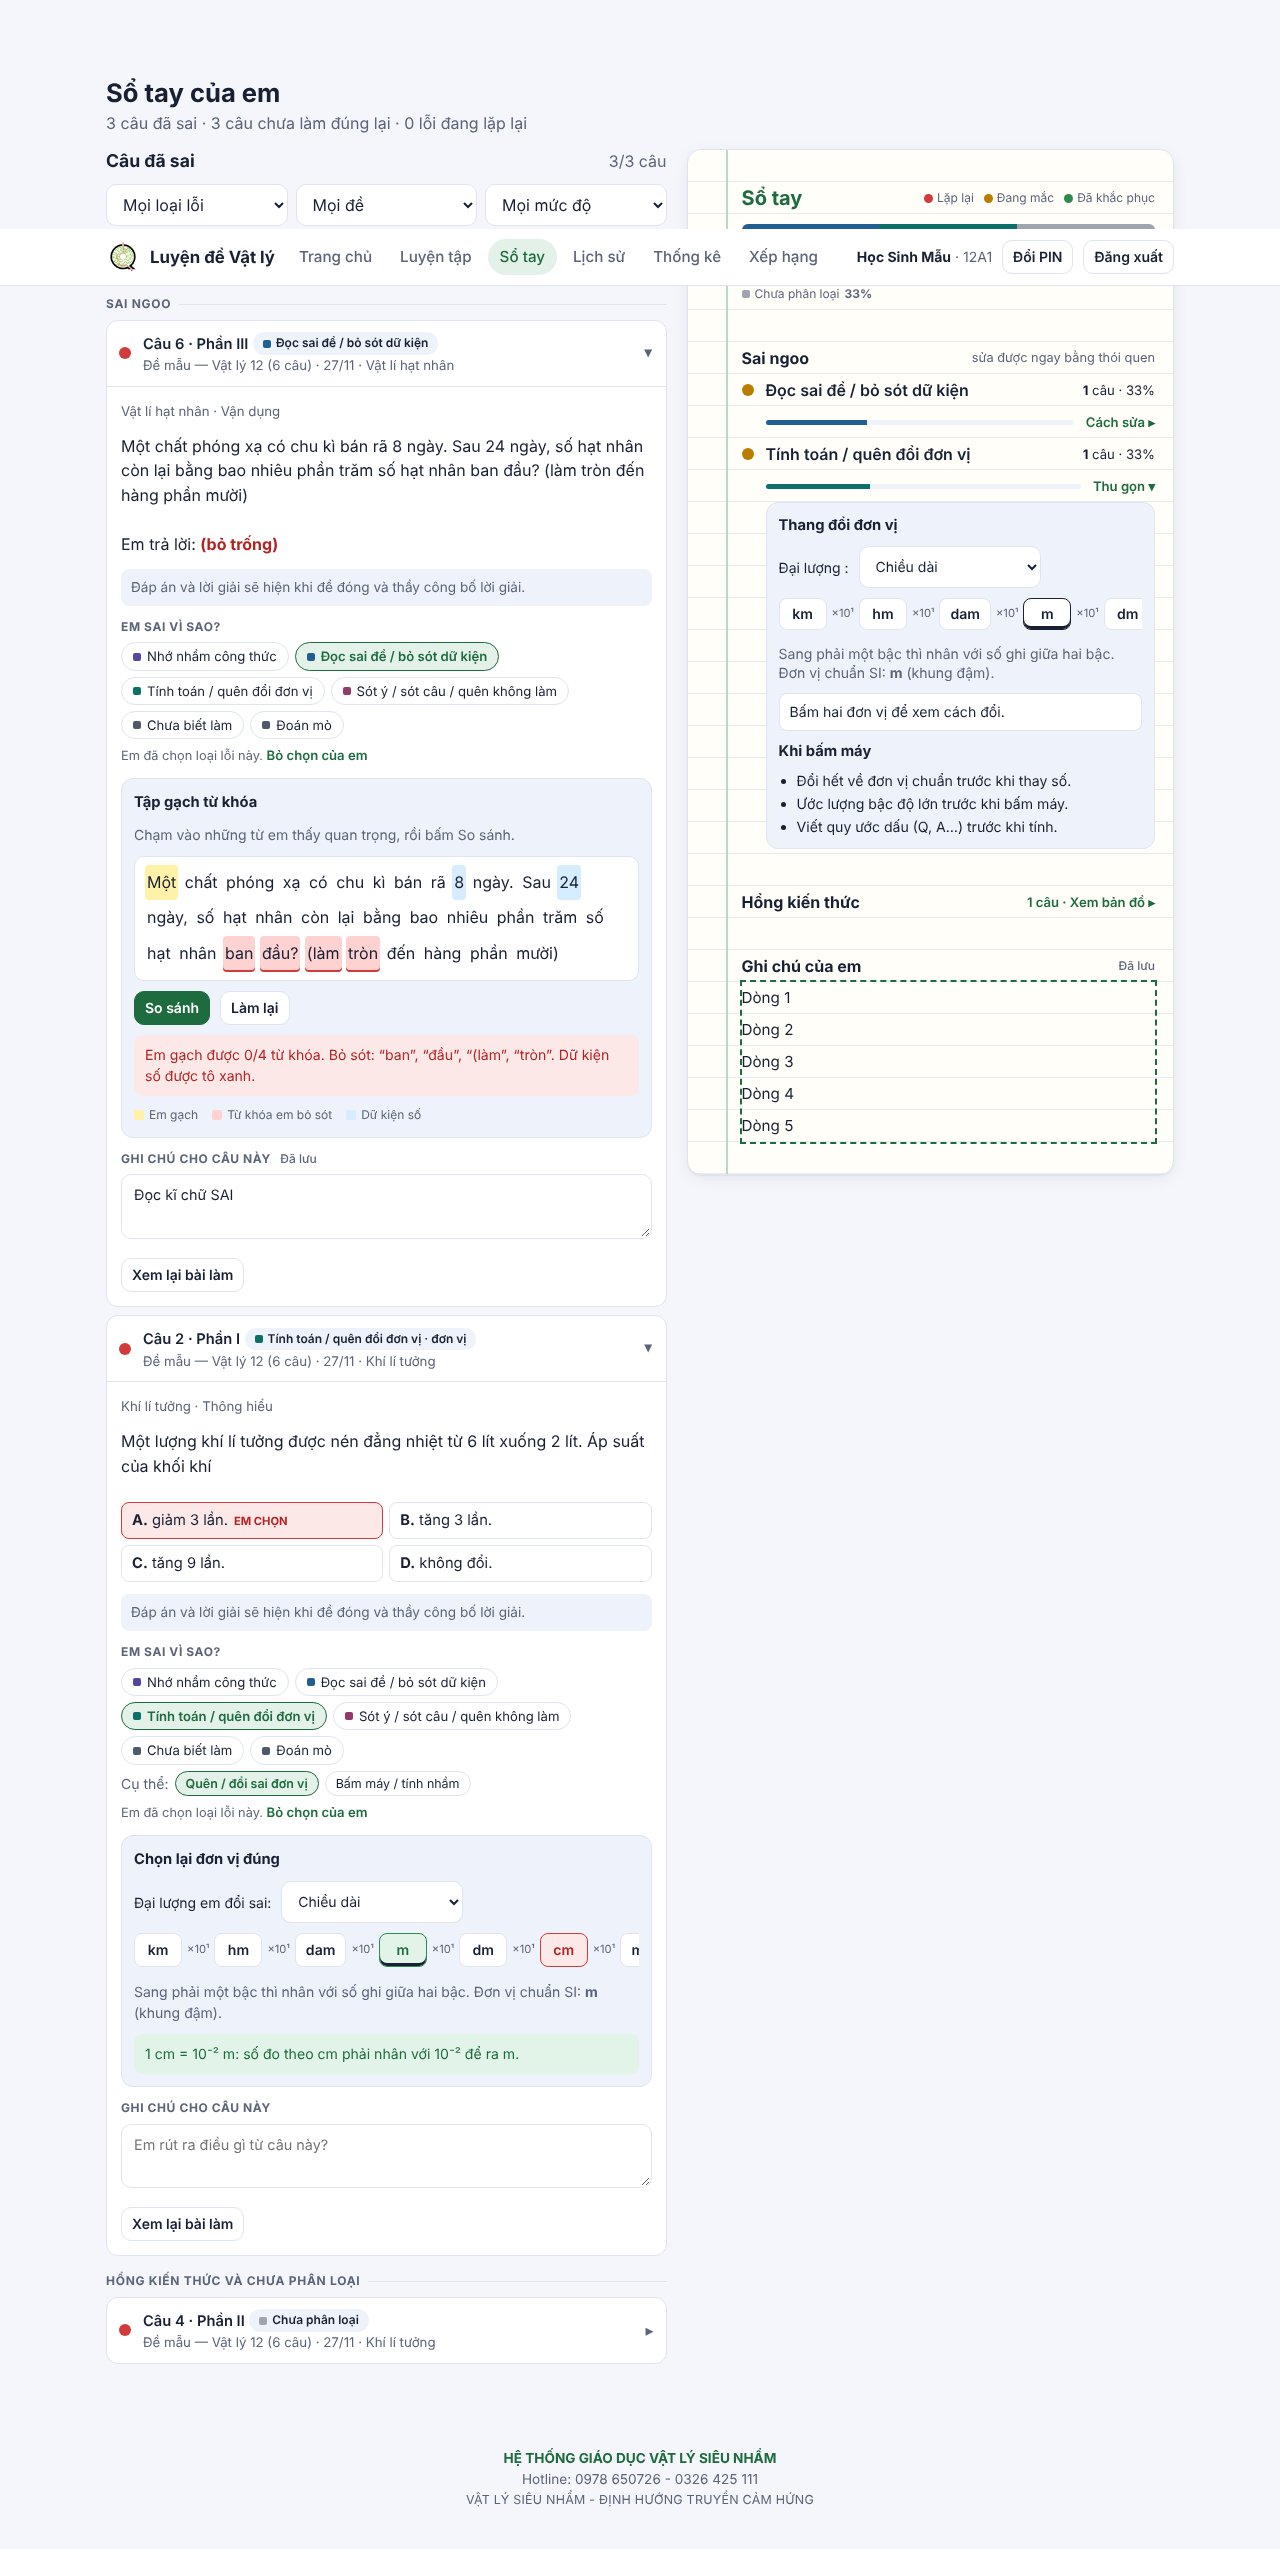 Sổ tay của em
3 câu đã sai · 3 câu chưa làm đúng lại · 0 lỗi đang lặp lại
Câu đã sai 3/3 câu
Mọi loại lỗi Mọi đề Mọi mức độ
Luyện đề Vật lý Trang chủ Luyện tập Sổ tay Lịch sử Thống kê Xếp hạng Học Sinh Mẫu · 12A1 Đổi PIN Đăng xuất
SAI NGOO
Câu 6 · Phần III Đọc sai đề / bỏ sót dữ kiện
Đề mẫu — Vật lý 12 (6 câu) · 27/11 · Vật lí hạt nhân
Vật lí hạt nhân · Vận dụng
Một chất phóng xạ có chu kì bán rã 8 ngày. Sau 24 ngày, số hạt nhân
còn lại bằng bao nhiêu phần trăm số hạt nhân ban đầu? (làm tròn đến
hàng phần mười)
Em trả lời: (bỏ trống)
Đáp án và lời giải sẽ hiện khi đề đóng và thầy công bố lời giải.
EM SAI VÌ SAO?
Nhớ nhầm công thức Đọc sai đề / bỏ sót dữ kiện
Tính toán / quên đổi đơn vị Sót ý / sót câu / quên không làm
Chưa biết làm Đoán mò
Em đã chọn loại lỗi này. Bỏ chọn của em
Tập gạch từ khóa
Chạm vào những từ em thấy quan trọng, rồi bấm So sánh.
Một chất phóng xạ có chu kì bán rã 8 ngày. Sau 24
ngày, số hạt nhân còn lại bằng bao nhiêu phần trăm số
hạt nhân ban đầu? (làm tròn đến hàng phần mười)
So sánh Làm lại
Em gạch được 0/4 từ khóa. Bỏ sót: “ban”, “đầu”, “(làm”, “tròn”. Dữ kiện
số được tô xanh.
Em gạch Từ khóa em bỏ sót Dữ kiện số
GHI CHÚ CHO CÂU NÀY Đã lưu
Đọc kĩ chữ SAI
Xem lại bài làm
Câu 2 · Phần I Tính toán / quên đổi đơn vị · đơn vị
Đề mẫu — Vật lý 12 (6 câu) · 27/11 · Khí lí tưởng
Khí lí tưởng · Thông hiểu
Một lượng khí lí tưởng được nén đẳng nhiệt từ 6 lít xuống 2 lít. Áp suất
của khối khí
A. giảm 3 lần. EM CHỌN B. tăng 3 lần.
C. tăng 9 lần. D. không đổi.
Đáp án và lời giải sẽ hiện khi đề đóng và thầy công bố lời giải.
EM SAI VÌ SAO?
Nhớ nhầm công thức Đọc sai đề / bỏ sót dữ kiện
Tính toán / quên đổi đơn vị Sót ý / sót câu / quên không làm
Chưa biết làm Đoán mò
Cụ thể: Quên / đổi sai đơn vị Bấm máy / tính nhầm
Em đã chọn loại lỗi này. Bỏ chọn của em
Chọn lại đơn vị đúng
Đại lượng em đổi sai: Chiều dài
km ×10¹ hm ×10¹ dam ×10¹ m ×10¹ dm ×10¹ cm ×10¹
Sang phải một bậc thì nhân với số ghi giữa hai bậc. Đơn vị chuẩn SI: m
(khung đậm).
1 cm = 10⁻² m: số đo theo cm phải nhân với 10⁻² để ra m.
GHI CHÚ CHO CÂU NÀY
Em rút ra điều gì từ câu này?
Xem lại bài làm
HỔNG KIẾN THỨC VÀ CHƯA PHÂN LOẠI
Câu 4 · Phần II Chưa phân loại
Đề mẫu — Vật lý 12 (6 câu) · 27/11 · Khí lí tưởng
Sổ tay Lặp lại Đang mắc Đã khắc phục
Chưa phân loại 33%
Sai ngoo sửa được ngay bằng thói quen
Đọc sai đề / bỏ sót dữ kiện 1 câu · 33%
Cách sửa ▸
Tính toán / quên đổi đơn vị 1 câu · 33%
Thu gọn ▾
Thang đổi đơn vị
Đại lượng : Chiều dài
km ×10¹ hm ×10¹ dam ×10¹ m ×10¹ dm
Sang phải một bậc thì nhân với số ghi giữa hai bậc.
Đơn vị chuẩn SI: m (khung đậm).
Bấm hai đơn vị để xem cách đổi.
Khi bấm máy
• Đổi hết về đơn vị chuẩn trước khi thay số.
• Ước lượng bậc độ lớn trước khi bấm máy.
• Viết quy ước dấu (Q, A...) trước khi tính.
Hổng kiến thức 1 câu · Xem bản đồ ▸
Ghi chú của em Đã lưu
Dòng 1
Dòng 2
Dòng 3
Dòng 4
Dòng 5
HỆ THỐNG GIÁO DỤC VẬT LÝ SIÊU NHẨM
Hotline: 0978 650726 - 0326 425 111
VẬT LÝ SIÊU NHẨM - ĐỊNH HƯỚNG TRUYỀN CẢM HỨNG